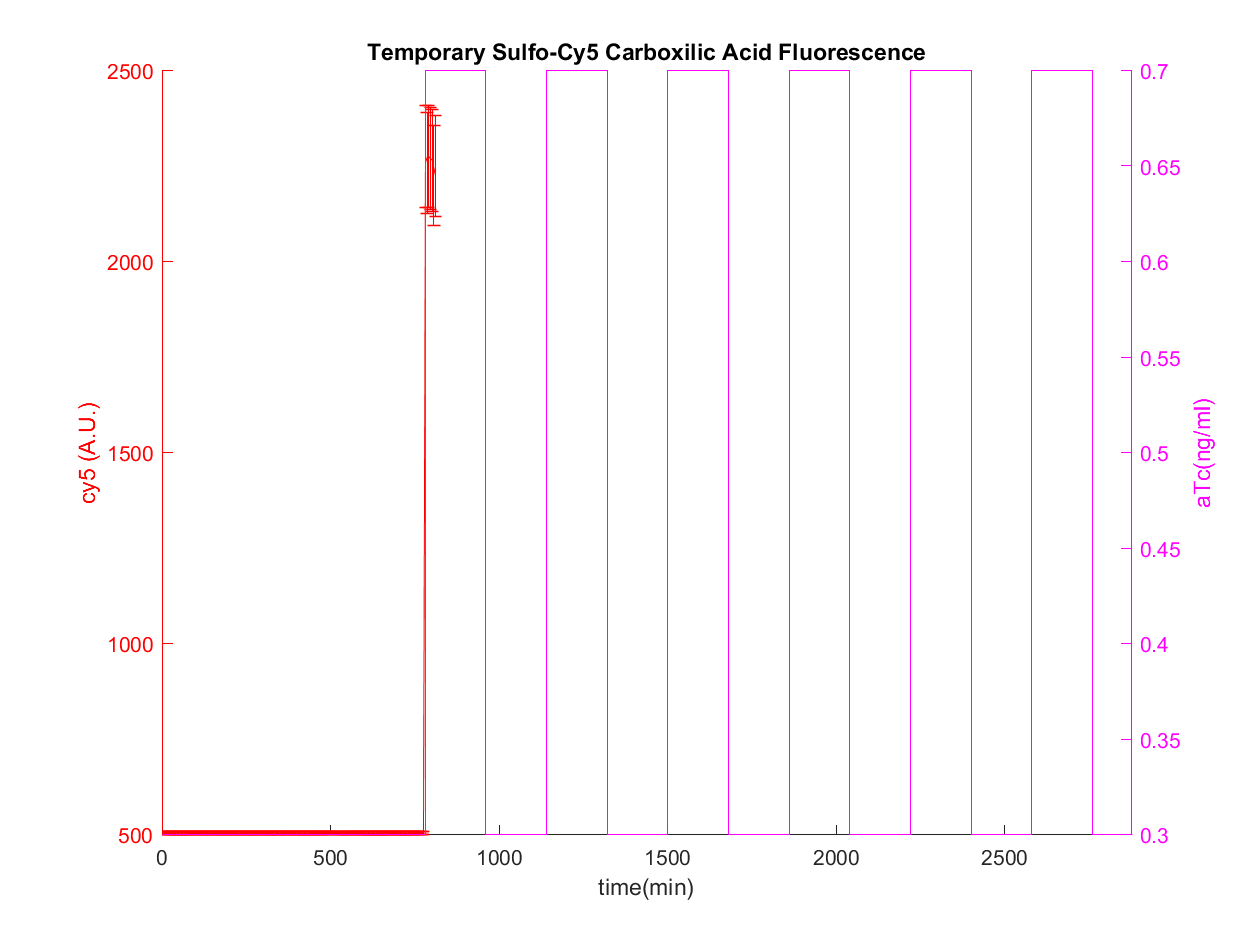 Temporary Sulfo-Cy5 Carboxilic Acid Fluorescence
2500
2000
1500
1000
500
cy5 (A.U.)
0.7
0.65
0.6
0.55
0.5
0.45
0.4
0.35
0.3
aTc(ng/ml)
0 500 1000 1500 2000 2500
time(min)